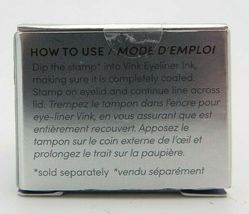 HOW TO USE / MODE D'EMPLOI
Dip the stamp* into Vink Eyeliner Ink,
making sure it is completely coated.
Stamp on eyelid and continue line across
lid. Trempez le tampon dans l'encre pour
eye-liner Vink, en vous assurant que est
entièrement recouvert. Apposez le
tampon sur le coin externe de l'œil et
prolongez le trait sur la paupière.
*sold separately *vendu séparément